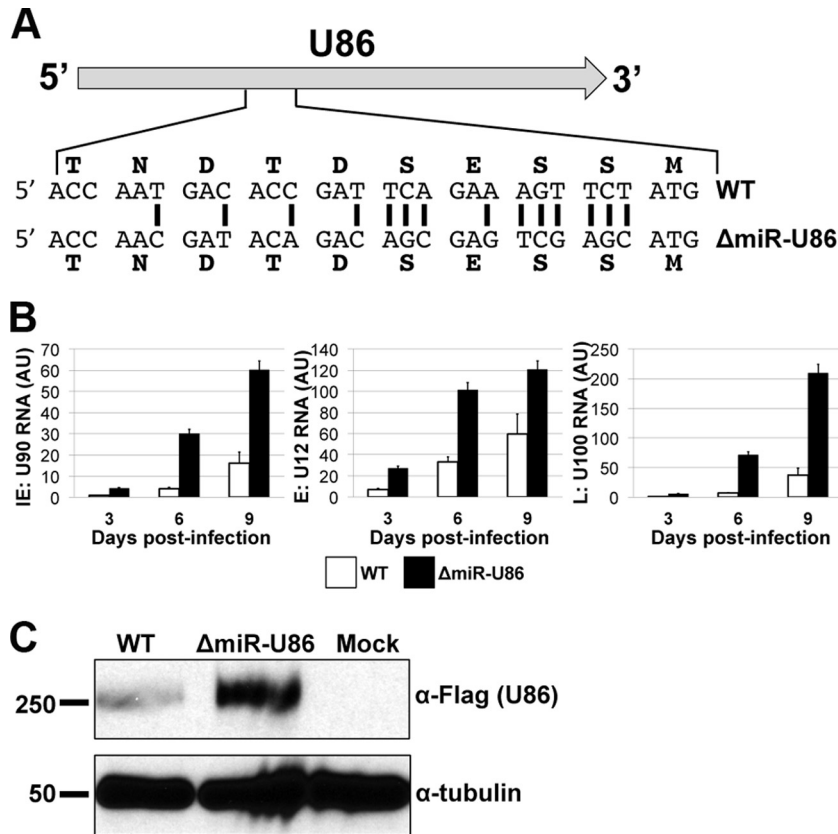 A
U86
5’ 3’
T N D T D S E S S M
5’ ACC AAT GAC ACC GAT TCA GAA AGT TCT ATG WT
5’ ACC AAC GAT ACA GAC AGC GAG TCG AGC ATG ΔmiR-U86
T N D T D S E S S M
B
IE: U90 RNA (AU)
70
60
50
40
30
20
10
0
3 6 9
Days post-infection
E: U12 RNA (AU)
140
120
100
80
60
40
20
0
3 6 9
Days post-infection
L: U100 RNA (AU)
250
200
150
100
50
0
3 6 9
Days post-infection
WT ΔmiR-U86
C
WT ΔmiR-U86 Mock
250 α-Flag (U86)
50 α-tubulin